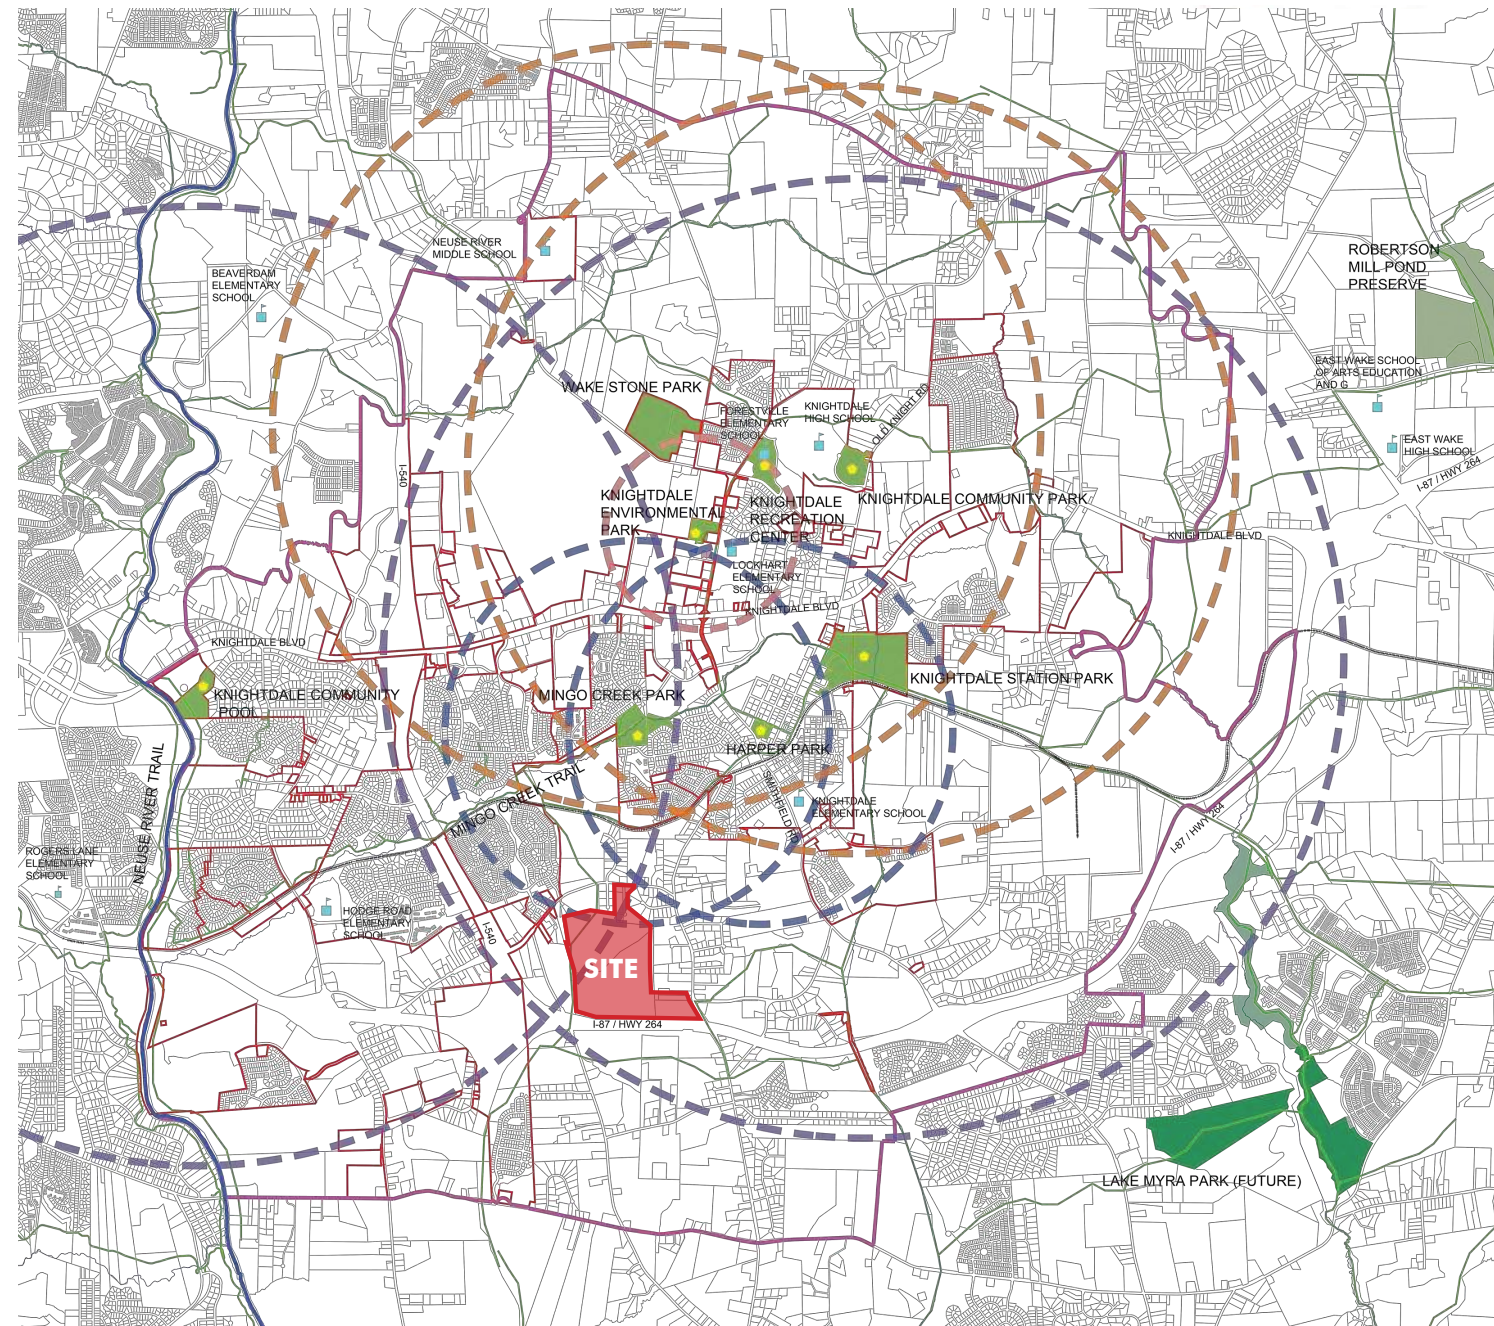 NEUSE RIVER
MIDDLE SCHOOL
ROBERTSON
MILL POND
PRESERVE
BEAVERDAM
ELEMENTARY
SCHOOL
EAST WAKE SCHOOL
OF ARTS EDUCATION
AND G
WAKE STONE PARK
FORESTVILLE
ELEMENTARY
SCHOOL
KNIGHTDALE
HIGH SCHOOL
OLD KNIGHT RD
EAST WAKE
HIGH SCHOOL
I-87 / HWY 264
I-540
KNIGHTDALE
ENVIRONMENTAL
PARK
KNIGHTDALE
RECREATION
CENTER
KNIGHTDALE COMMUNITY PARK
KNIGHTDALE BLVD
LOCKHART
ELEMENTARY
SCHOOL
KNIGHTDALE BLVD
KNIGHTDALE BLVD
KNIGHTDALE COMMUNITY
POOL
MINGO CREEK PARK
KNIGHTDALE STATION PARK
HARPER PARK
NEUSE RIVER TRAIL
MINGO CREEK TRAIL
SMITHFIELD RD
KNIGHTDALE
ELEMENTARY SCHOOL
I-87 / HWY 264
ROGERS LANE
ELEMENTARY
SCHOOL
HODGE ROAD
ELEMENTARY
SCHOOL
I-540
SITE
I-87 / HWY 264
LAKE MYRA PARK (FUTURE)